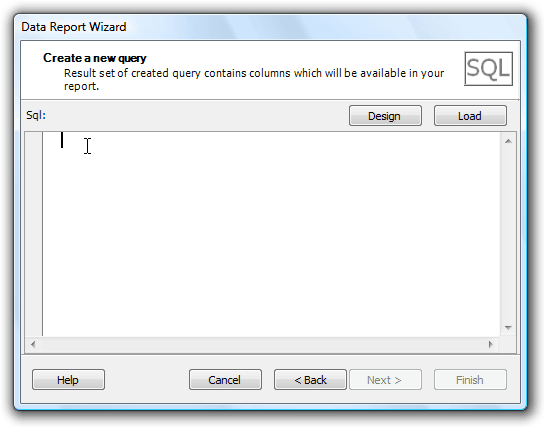 Data Report Wizard
Create a new query
Result set of created query contains columns which will be available in your
report.
SQL
Sql:
Design
Load
Help
Cancel
< Back
Next >
Finish